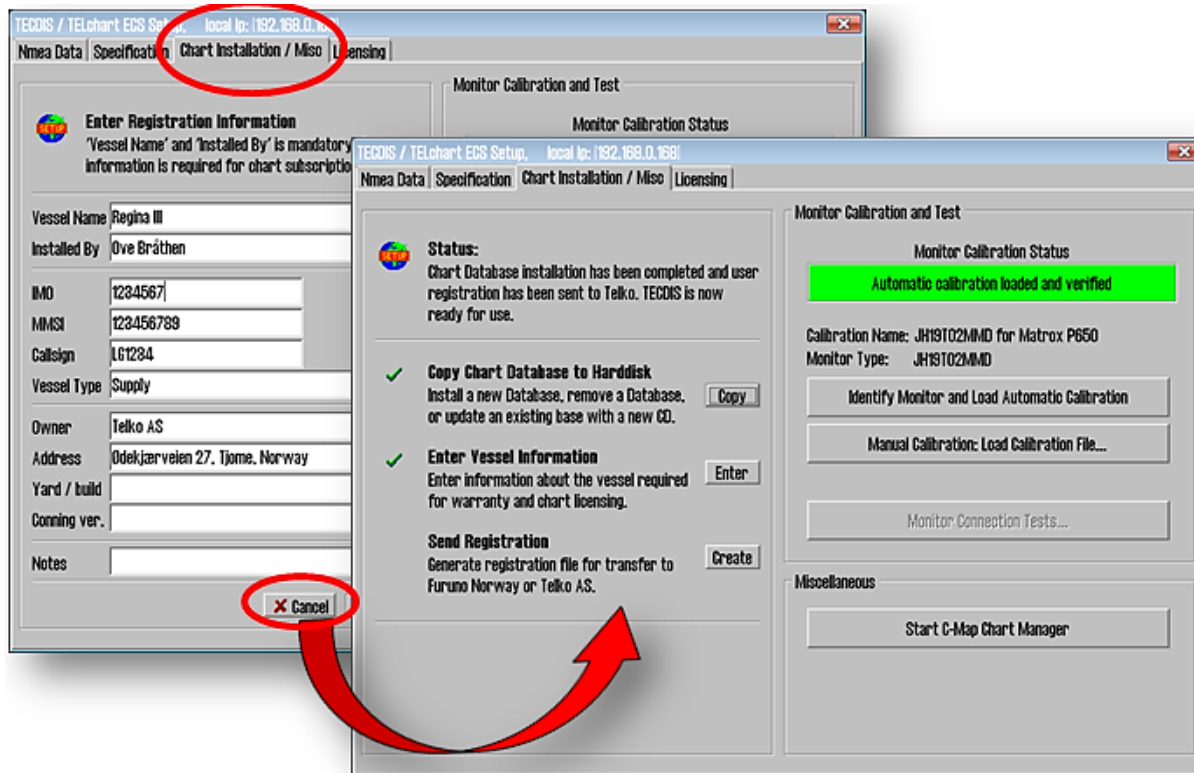 TECDIS / TELchart ECS Setup, local Ip: [192.168.0.168]
Nmea Data Specification Chart Installation / Misc Licensing
Monitor Calibration and Test
Enter Registration Information
'Vessel Name' and 'Installed By' is mandatory
information is required for chart subscriptio
Monitor Calibration Status
Vessel Name Regina III
Installed By Ove Bråthen
IMO 1234567
MMSI 123456789
Callsign LG1284
Vessel Type Supply
Owner Telko AS
Address Ødekjærveien 27, Tjome, Norway
Yard / build
Conning ver.
Notes
Cancel
TECDIS / TELchart ECS Setup, local Ip: [192.168.0.168]
Nmea Data Specification Chart Installation / Misc Licensing
SETUP
Status:
Chart Database installation has been completed and user
registration has been sent to Telko. TECDIS is now
ready for use.
Copy Chart Database to Harddisk
Install a new Database, remove a Database,
or update an existing base with a new CD.
Copy
Enter Vessel Information
Enter information about the vessel required
for warranty and chart licensing.
Enter
Send Registration
Generate registration file for transfer to
Furuno Norway or Telko AS.
Create
Monitor Calibration and Test
Monitor Calibration Status
Automatic calibration loaded and verified
Calibration Name: JH19T02MMD for Matrox P650
Monitor Type: JH19T02MMD
Identify Monitor and Load Automatic Calibration
Manual Calibration: Load Calibration File...
Monitor Connection Tests...
Miscellaneous
Start C-Map Chart Manager